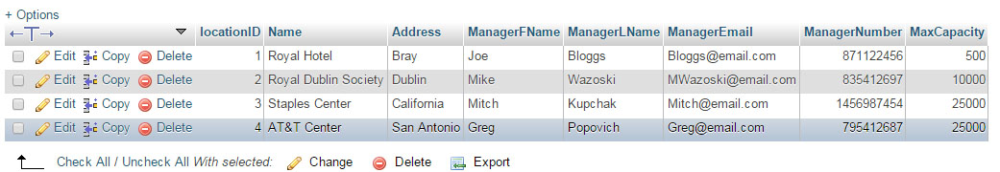 + Options
←T→ ▼ locationID Name Address ManagerFName ManagerLName ManagerEmail ManagerNumber MaxCapacity
Edit Copy Delete 1 Royal Hotel Bray Joe Bloggs Bloggs@email.com 871122456 500
Edit Copy Delete 2 Royal Dublin Society Dublin Mike Wazoski MWazoski@email.com 835412697 10000
Edit Copy Delete 3 Staples Center California Mitch Kupchak Mitch@email.com 1456987454 25000
Edit Copy Delete 4 AT&T Center San Antonio Greg Popovich Greg@email.com 795412687 25000
Check All / Uncheck All With selected: Change Delete Export